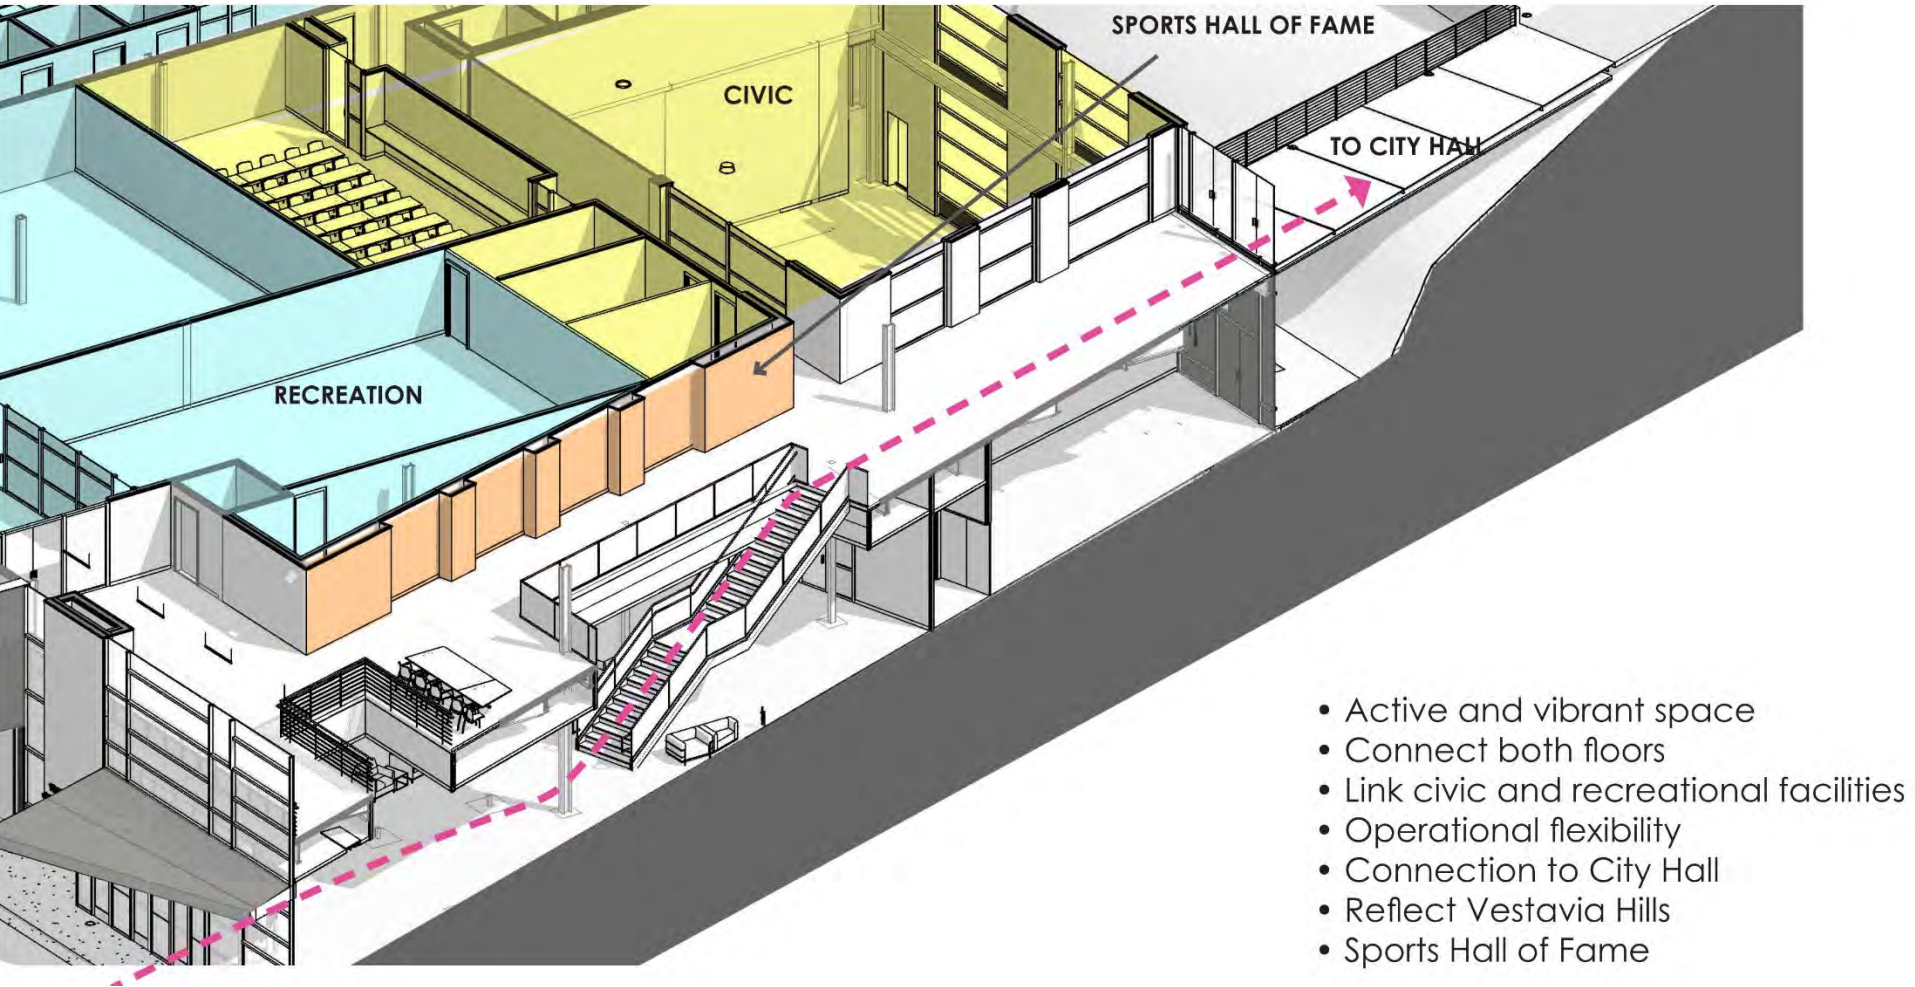 SPORTS HALL OF FAME
CIVIC
TO CITY HALL
RECREATION
• Active and vibrant space
• Connect both floors
• Link civic and recreational facilities
• Operational flexibility
• Connection to City Hall
• Reflect Vestavia Hills
• Sports Hall of Fame